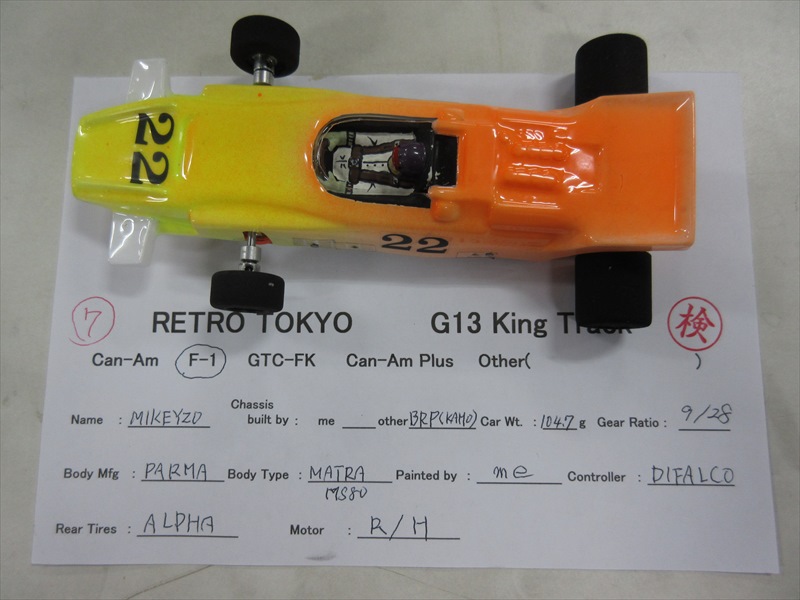 22
22
7 RETRO TOKYO G13 King Track 検
Can-Am F-1 GTC-FK Can-Am Plus Other( )
Name : MIKEYZO Chassis built by : me ____ other BRP(KAMO) Car Wt. : 104.7 g Gear Ratio : 9/28
Body Mfg : PARMA Body Type : MATRA MS80 Painted by : me Controller : DIFALCO
Rear Tires : ALPHA Motor : R/H